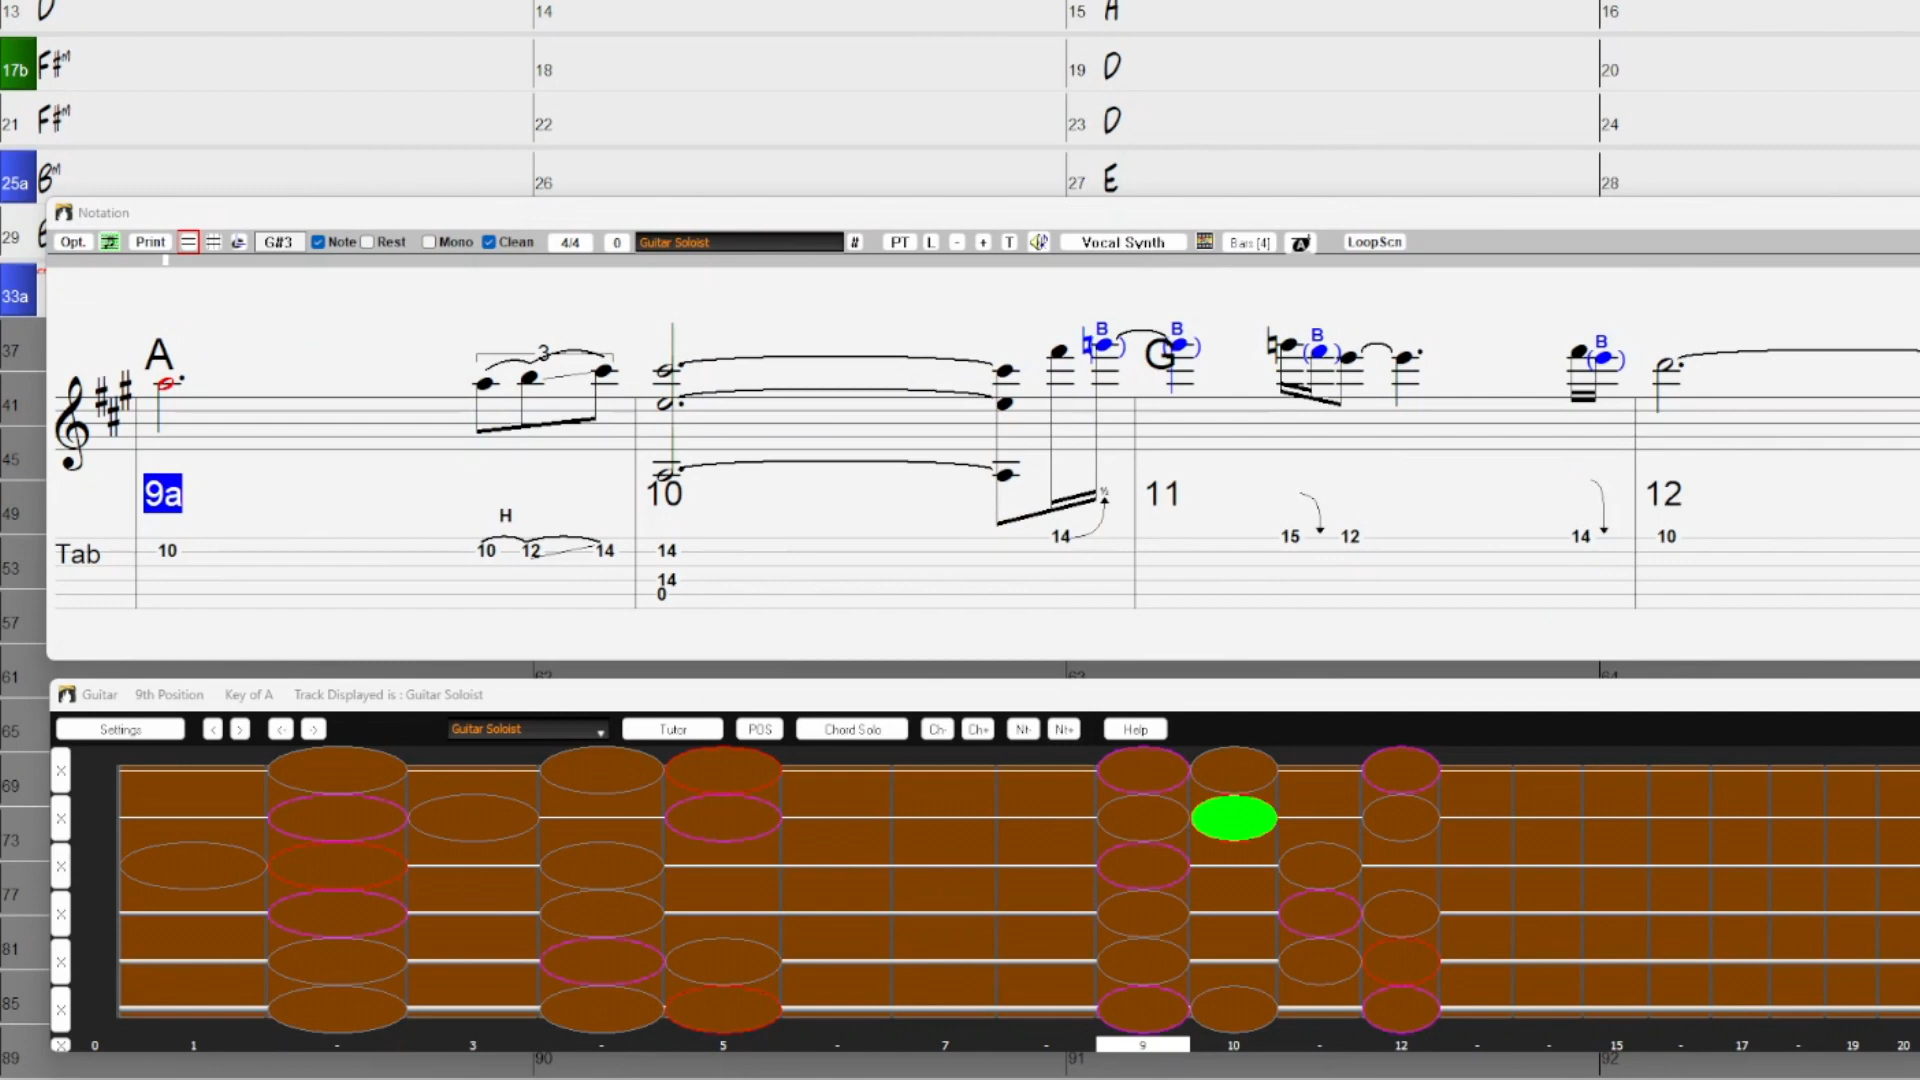 13 D 14 15 A 16
17b F#m 18 19 D 20
21 F#m 22 23 D 24
25a Bm 26 27 E 28
Notation
29 Opt. Print G#3 Note Rest Mono Clean 4/4 0 Guitar Soloist # PT L - + T Vocal Synth Bars [4] A LoopScn
33a
37 A 3 B B G B B
41
45
9a 10 11 12
49 H ½
14 15 12 14 10
Tab 10 10 12 14 14
53
14
0
57
61 62 63 64
Guitar 9th Position Key of A Track Displayed is : Guitar Soloist
65 Settings < > <- -> Guitar Soloist Tutor POS Chord Solo Ch- Ch+ Nt- Nt+ Help
X
69
X
73
X
77
X
81
X
85
X
X 0 1 - 3 - 5 - 7 - 9 10 - 12 - - 15 - 17 - 19 20
89 90 91 92